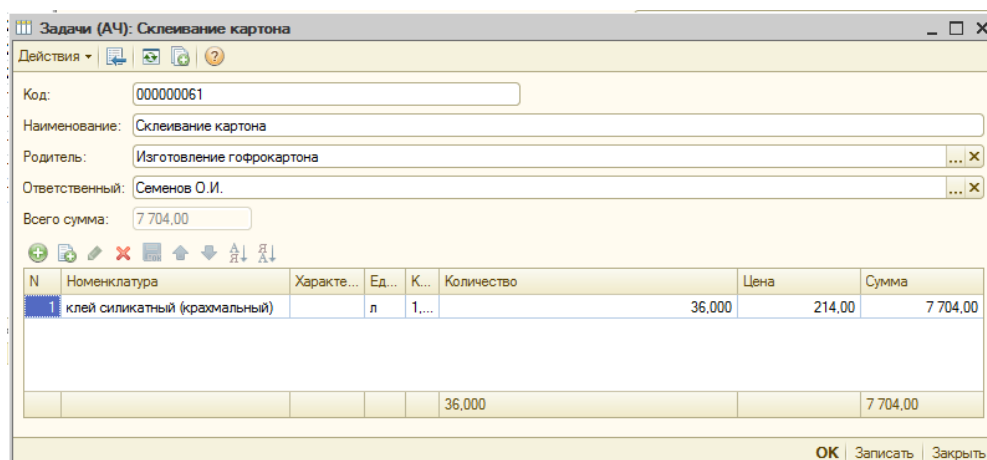 Задачи (АЧ): Склеивание картона
Действия
Код: 000000061
Наименование: Склеивание картона
Родитель: Изготовление гофрокартона ... ×
Ответственный: Семенов О.И. ... ×
Всего сумма: 7 704,00
N Номенклатура Характе... Ед... К... Количество Цена Сумма
1 клей силикатный (крахмальный) л 1,... 36,000 214,00 7 704,00
36,000 7 704,00
OK Записать Закрыть